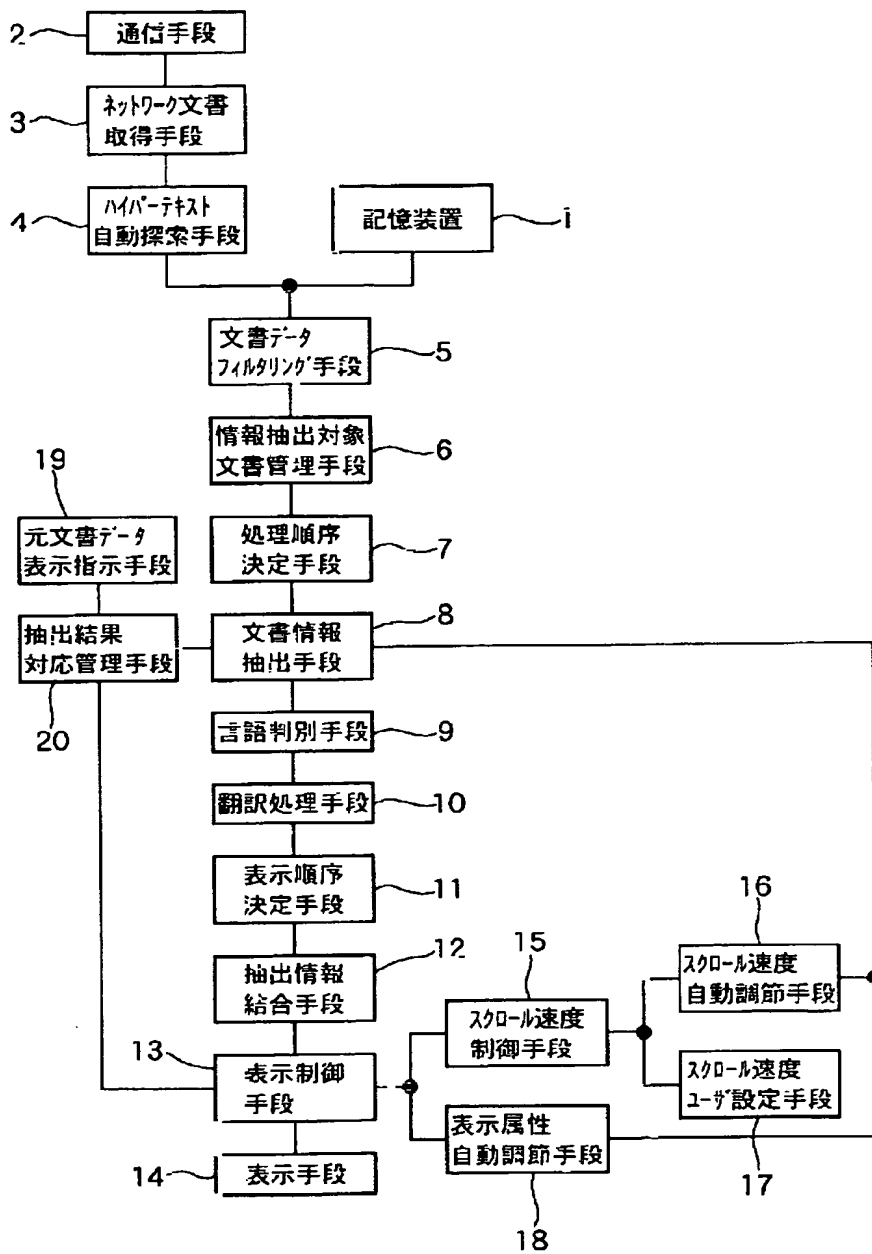 2
通信手段
3
ネットワーク文書
取得手段
4
ハイパーテキスト
自動探索手段
記憶装置
1
文書データ
フィルタリング手段
5
情報抽出対象
文書管理手段
6
19
元文書データ
表示指示手段
処理順序
決定手段
7
抽出結果
対応管理手段
20
文書情報
抽出手段
8
言語判別手段
9
翻訳処理手段
10
表示順序
決定手段
11
抽出情報
結合手段
12
13
表示制御
手段
14
表示手段
15
スクロール速度
制御手段
16
スクロール速度
自動調節手段
スクロール速度
ユーザ設定手段
17
表示属性
自動調節手段
18